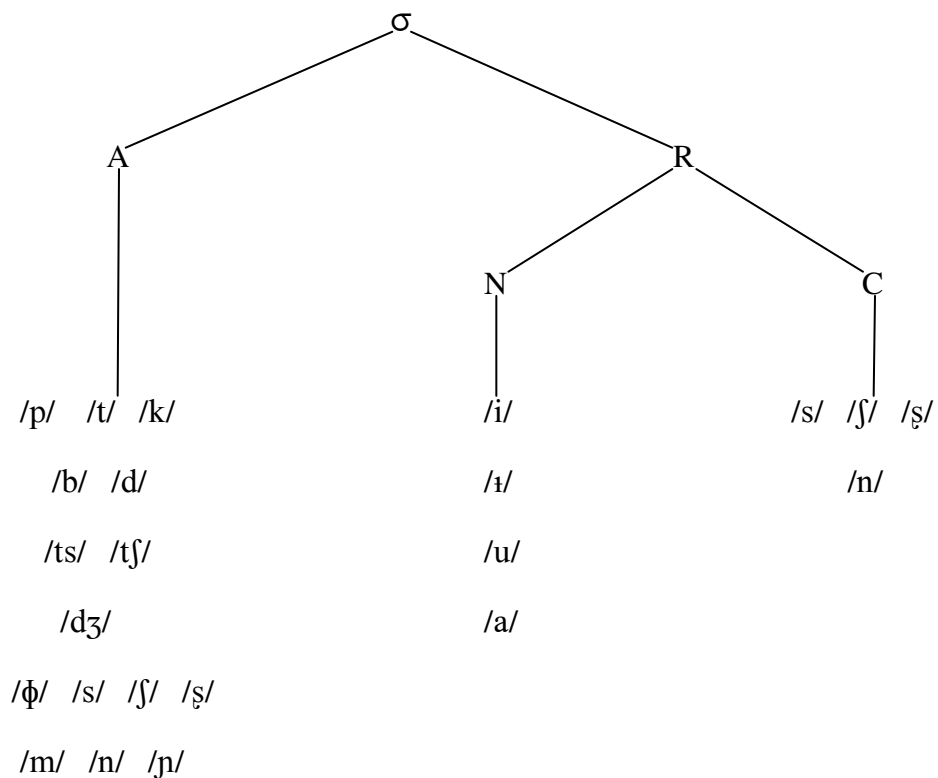 σ
A R
N C
/p/ /t/ /k/ /i/ /s/ /ʃ/ /ʂ/
/b/ /d/ /ɨ/ /n/
/ts/ /tʃ/ /u/
/dʒ/ /a/
/ɸ/ /s/ /ʃ/ /ʂ/
/m/ /n/ /ɲ/